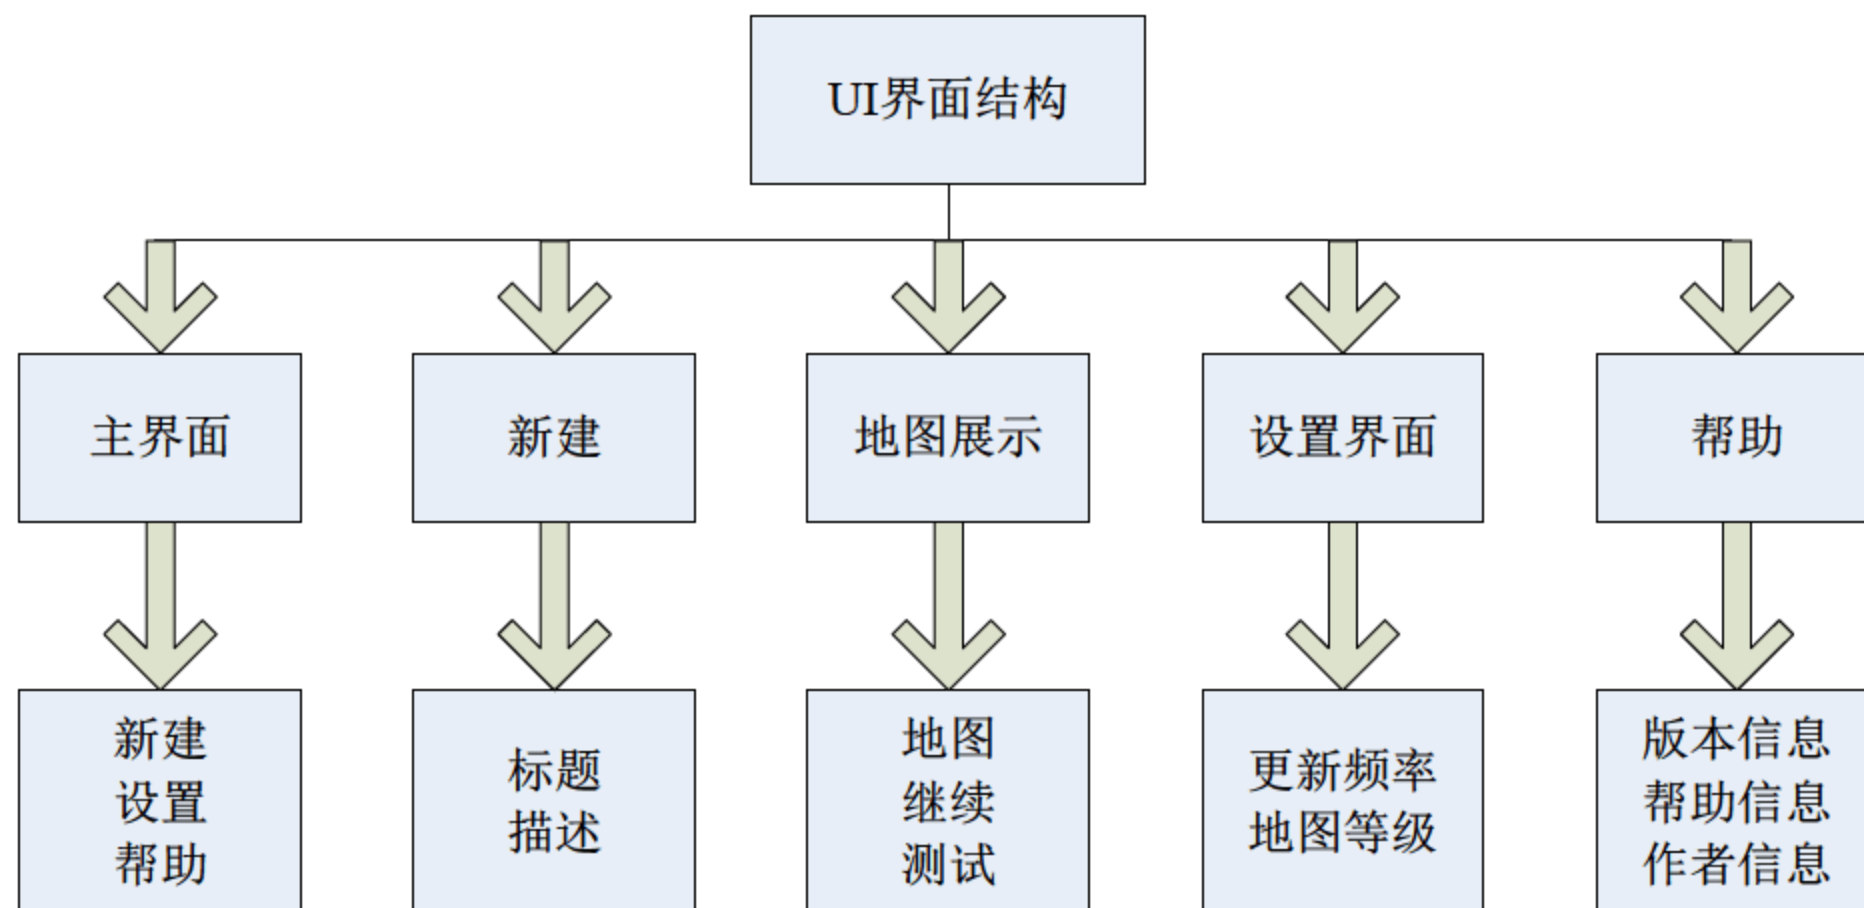 UI界面结构
主界面
新建
地图展示
设置界面
帮助
新建
设置
帮助
标题
描述
地图
继续
测试
更新频率
地图等级
版本信息
帮助信息
作者信息